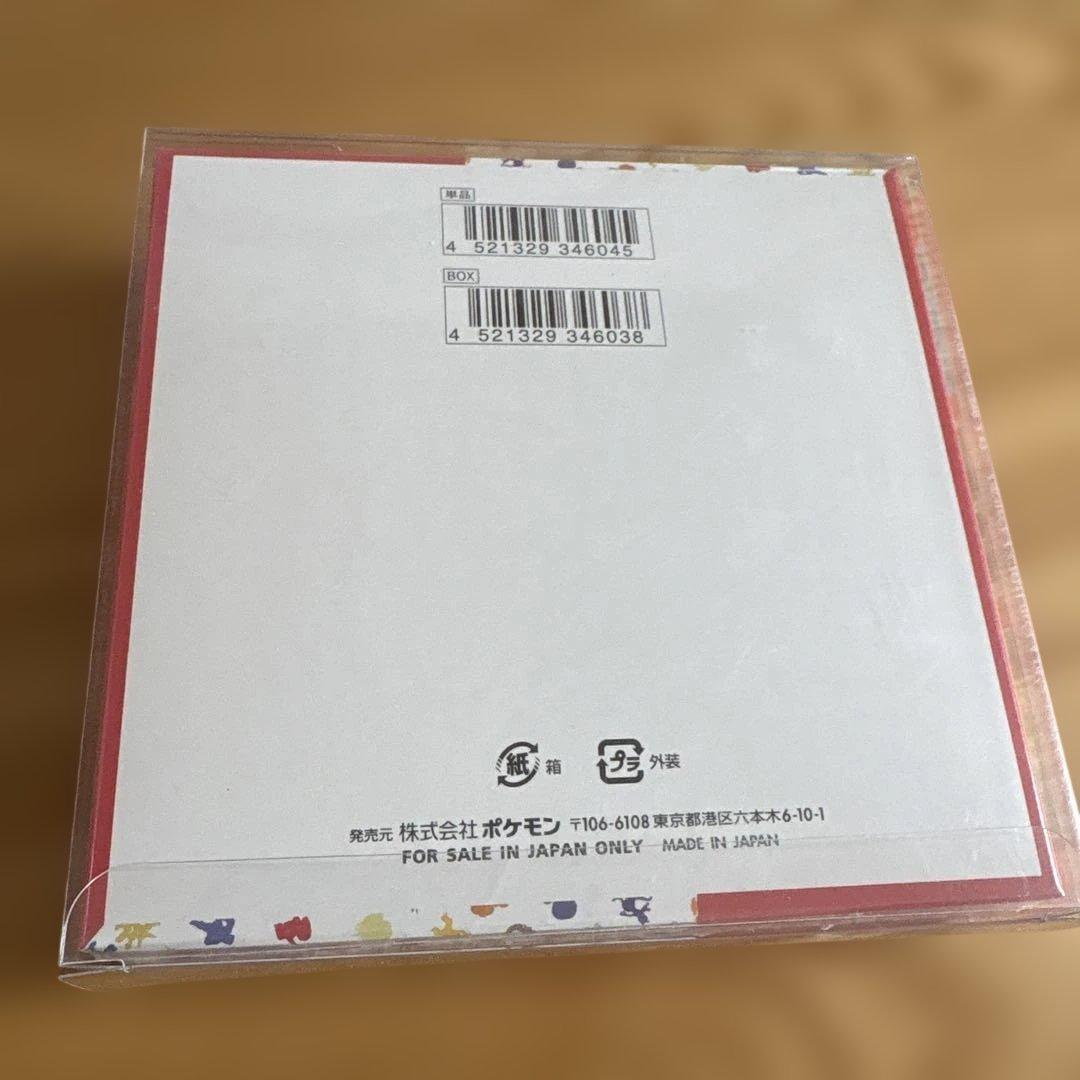 単品
4 521329 346045
BOX
4 521329 346038
紙 箱
プラ 外装
発売元 株式会社ポケモン 〒106-6108 東京都港区六本木6-10-1
FOR SALE IN JAPAN ONLY MADE IN JAPAN